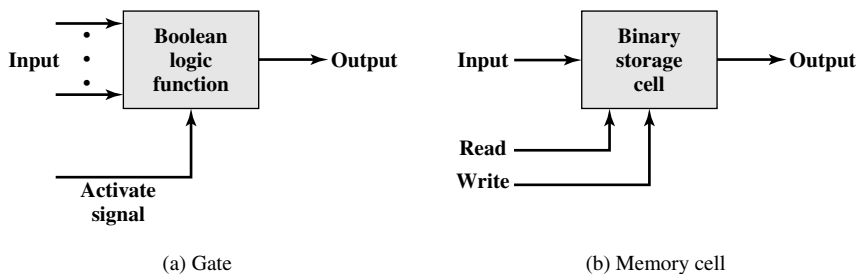 Input
Boolean
logic
function
Output
Activate
signal
(a) Gate
Input
Binary
storage
cell
Output
Read
Write
(b) Memory cell